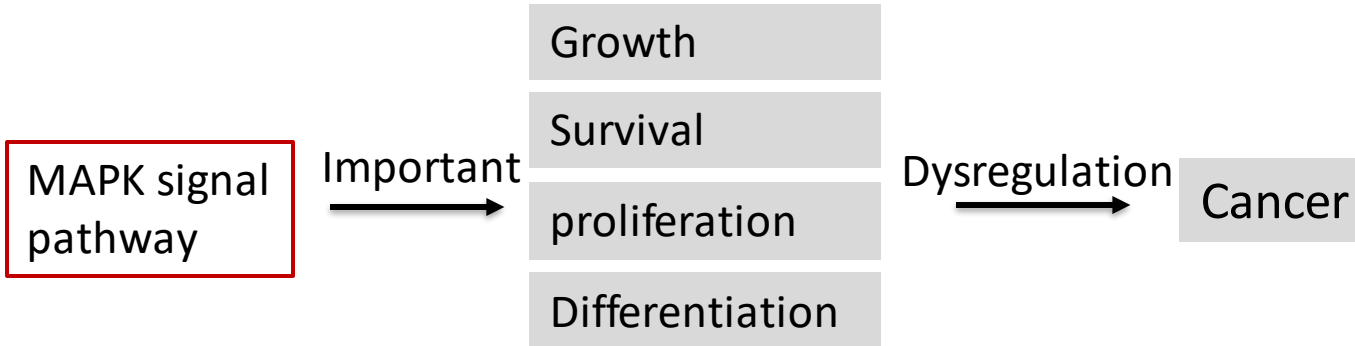 MAPK signal
pathway
Important
Growth
Survival
proliferation
Differentiation
Dysregulation
Cancer